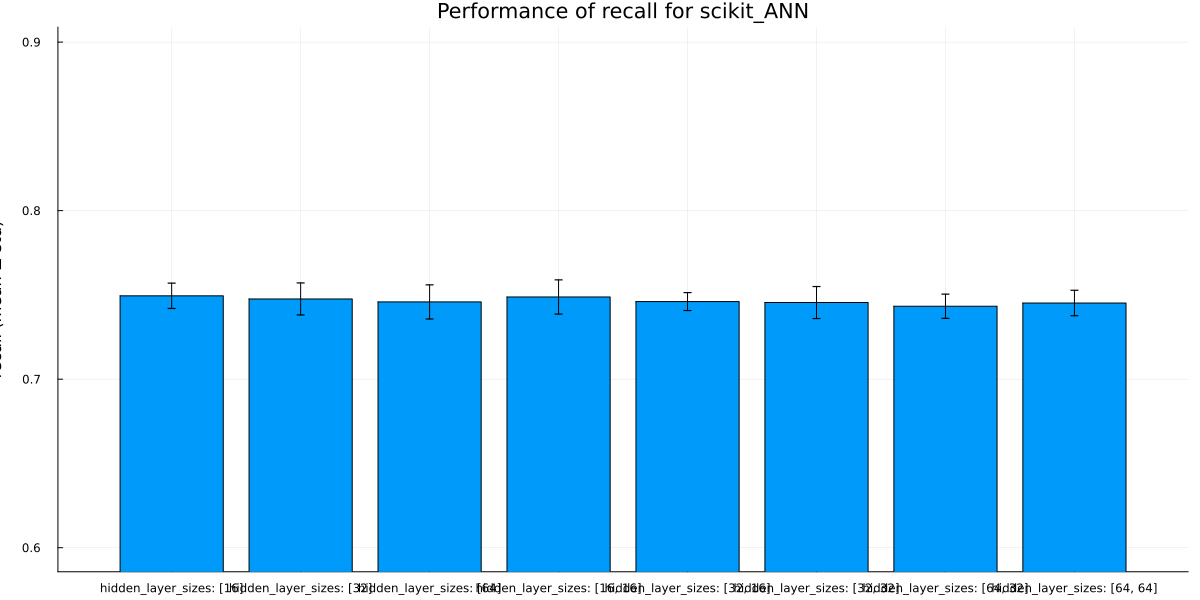 Performance of recall for scikit_ANN
0.9
0.8
0.7
0.6
hidden_layer_sizes: [16]
hidden_layer_sizes: [32]
hidden_layer_sizes: [64]
hidden_layer_sizes: [16, 16]
hidden_layer_sizes: [32, 16]
hidden_layer_sizes: [32, 32]
hidden_layer_sizes: [64, 32]
hidden_layer_sizes: [64, 64]